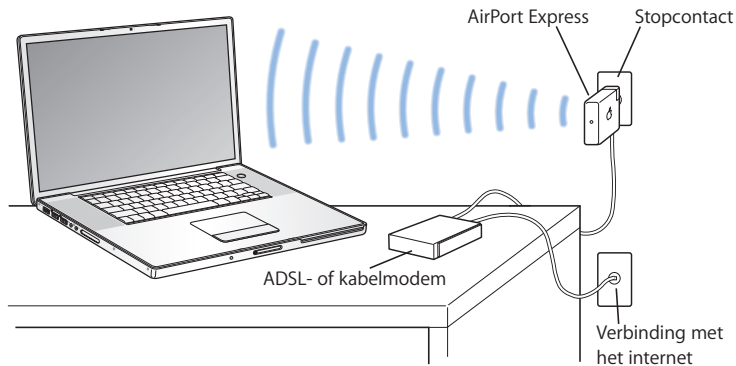 AirPort Express
Stopcontact
ADSL- of kabelmodem
Verbinding met
het internet